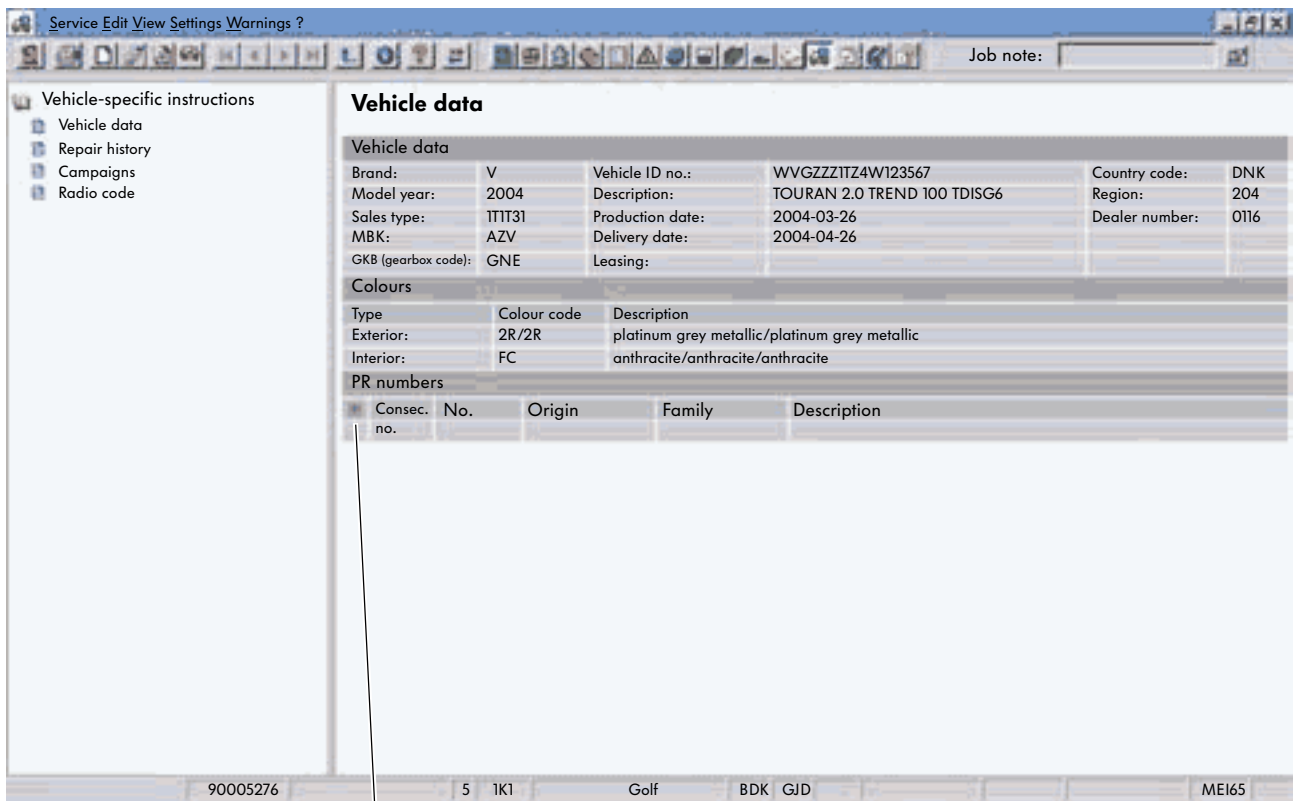 Service Edit View Settings Warnings ?
Job note:
Vehicle-specific instructions
Vehicle data
Repair history
Campaigns
Radio code
Vehicle data
Vehicle data
Brand: V Vehicle ID no.: WVGZZZ1TZ4W123567 Country code: DNK
Model year: 2004 Description: TOURAN 2.0 TREND 100 TDISG6 Region: 204
Sales type: 1T1T31 Production date: 2004-03-26 Dealer number: 0116
MBK: AZV Delivery date: 2004-04-26
GKB (gearbox code): GNE Leasing:
Colours
Type Colour code Description
Exterior: 2R/2R platinum grey metallic/platinum grey metallic
Interior: FC anthracite/anthracite/anthracite
PR numbers
Consec. no. No. Origin Family Description
90005276 5 1K1 Golf BDK GJD MEI65